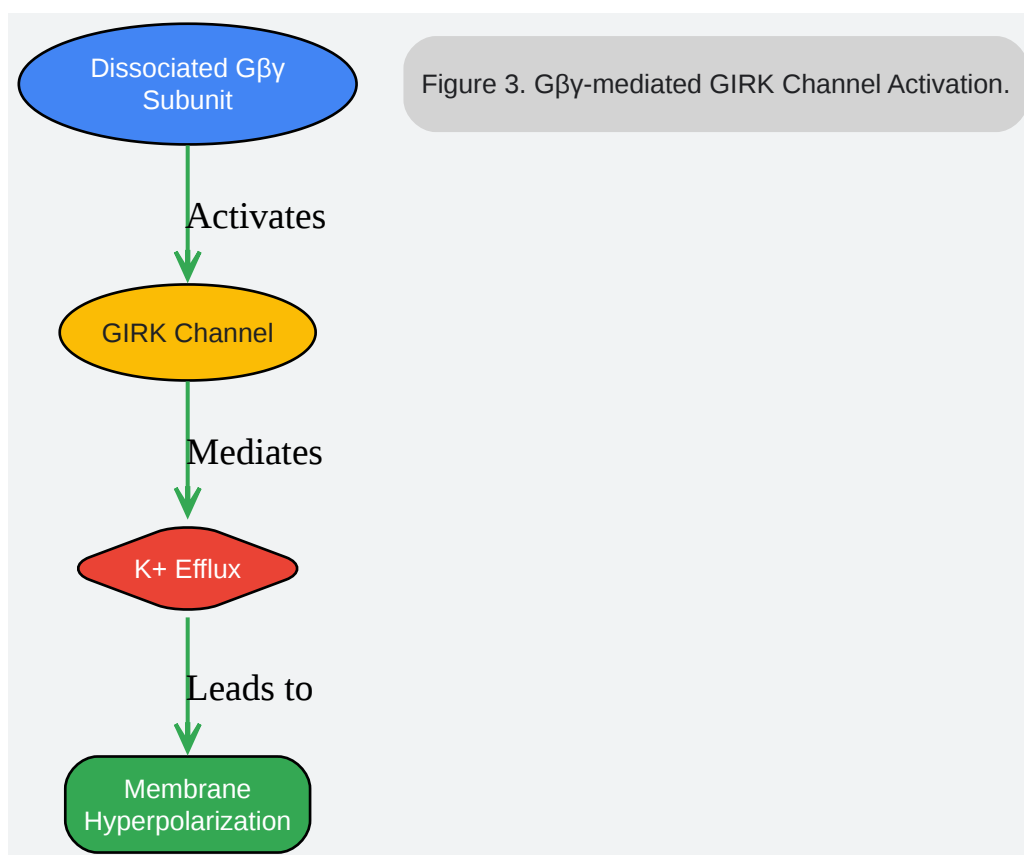 Dissociated Gβγ
Subunit
Figure 3. Gβγ-mediated GIRK Channel Activation.
Activates
GIRK Channel
Mediates
K+ Efflux
Leads to
Membrane
Hyperpolarization